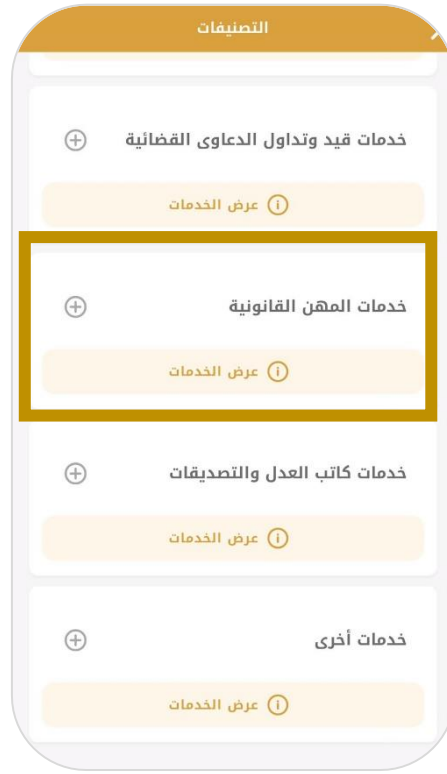 التصنيفات
خدمات قيد وتداول الدعاوى القضائية
عرض الخدمات
خدمات المهن القانونية
عرض الخدمات
خدمات كاتب العدل والتصديقات
عرض الخدمات
خدمات أخرى
عرض الخدمات